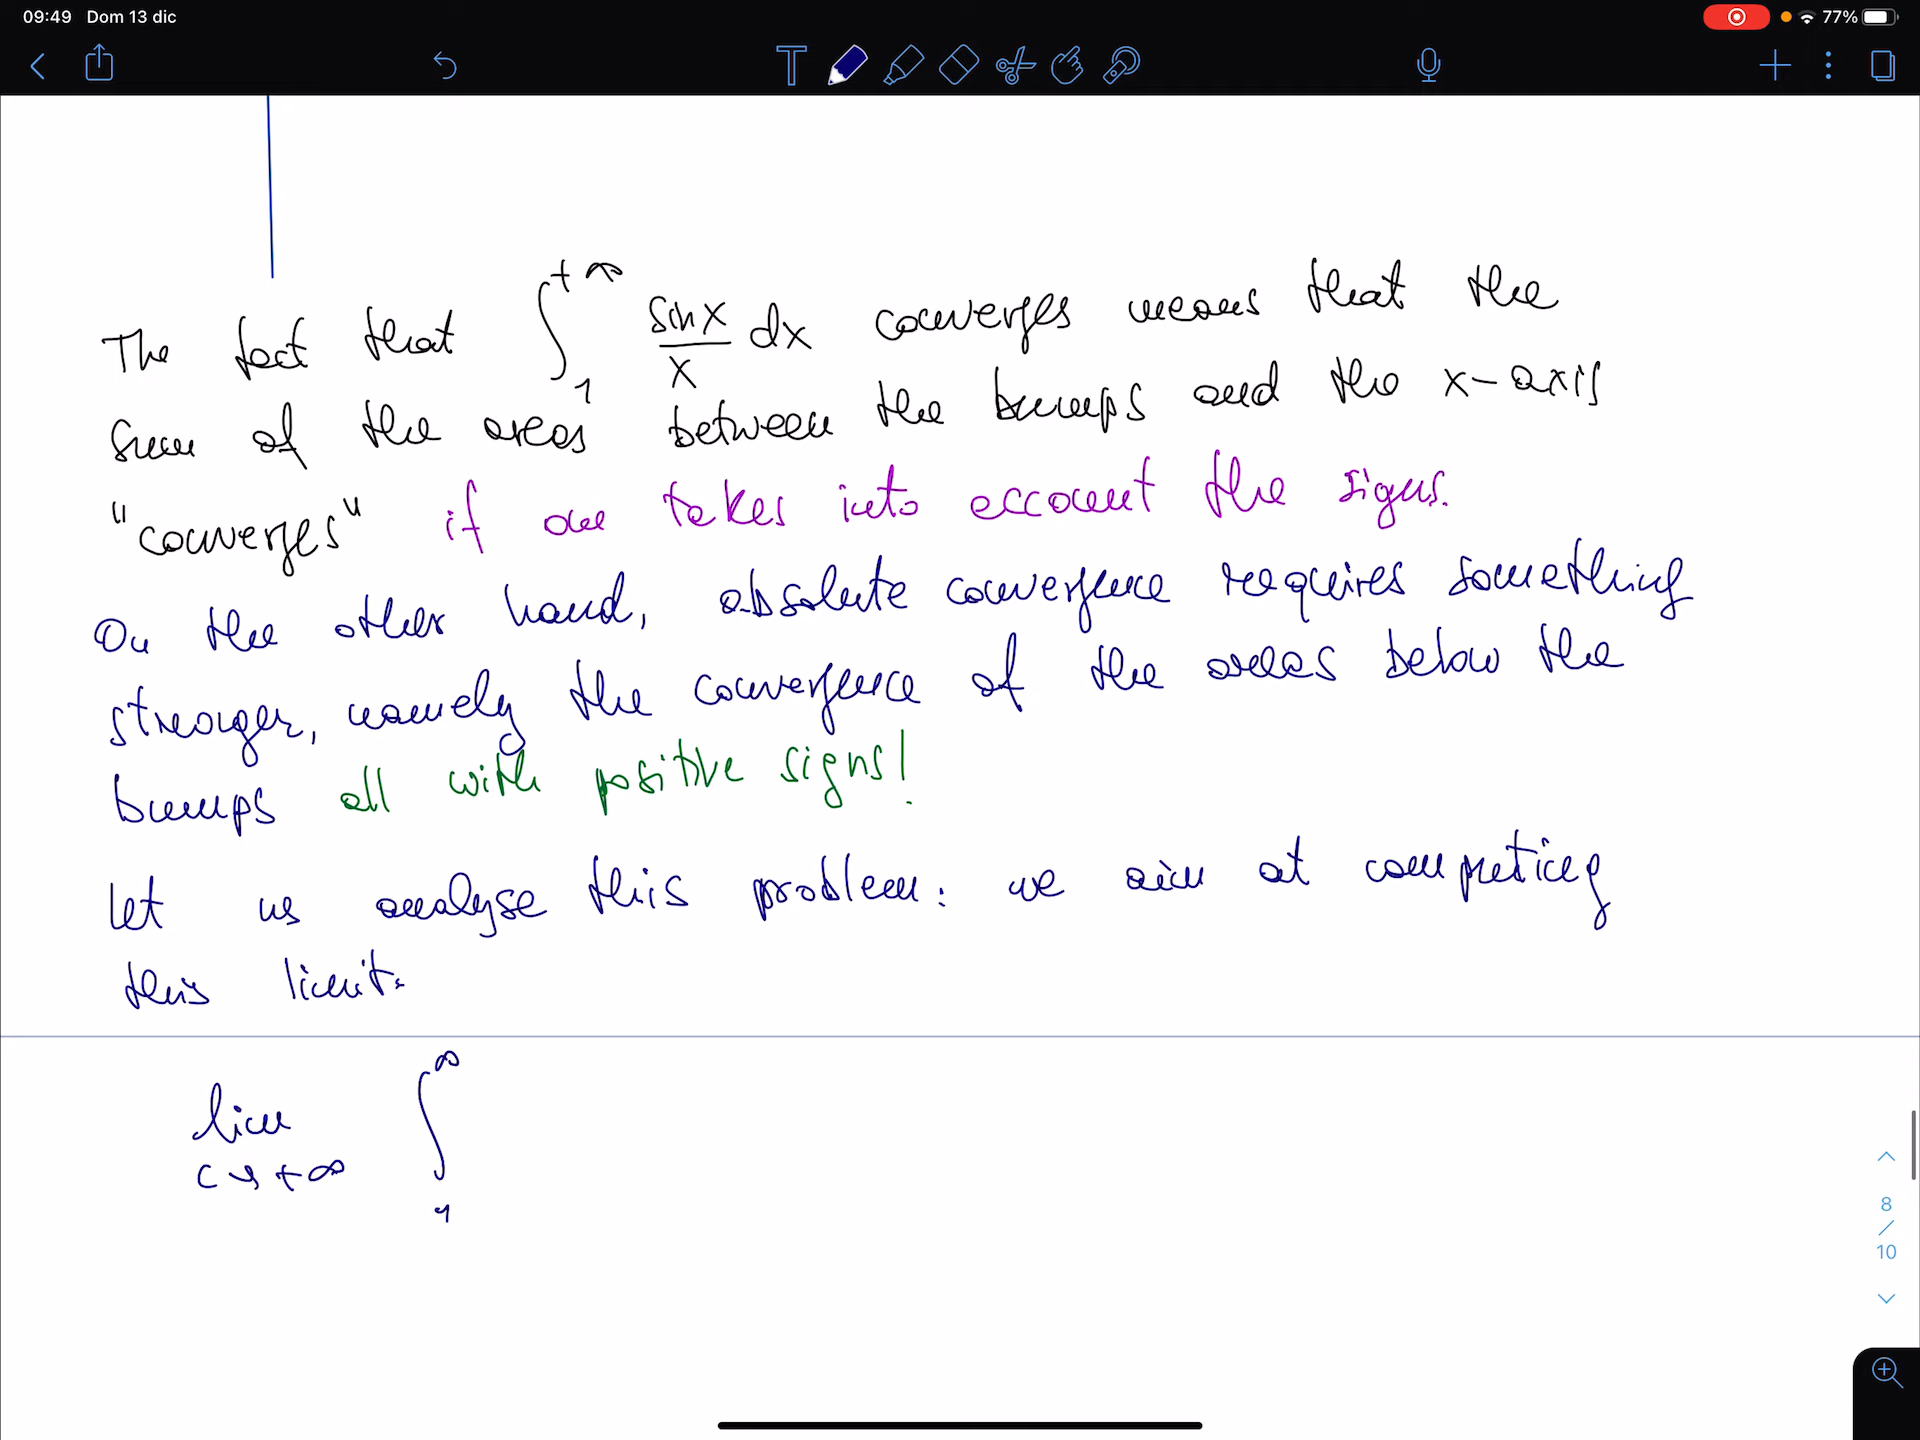 09:49 Dom 13 dic 77%
The fact that ∫₁^{+∞} sin x / x dx converges means that the
sum of the areas between the bumps and the x-axis
"converges" if one takes into account the signs.
On the other hand, absolute convergence requires something
stronger, namely the convergence of the areas below the
bumps all with positive signs!
Let us analyse this problem: we aim at computing
this limit:
lim c→+∞ ∫₁^∞
8
/
10